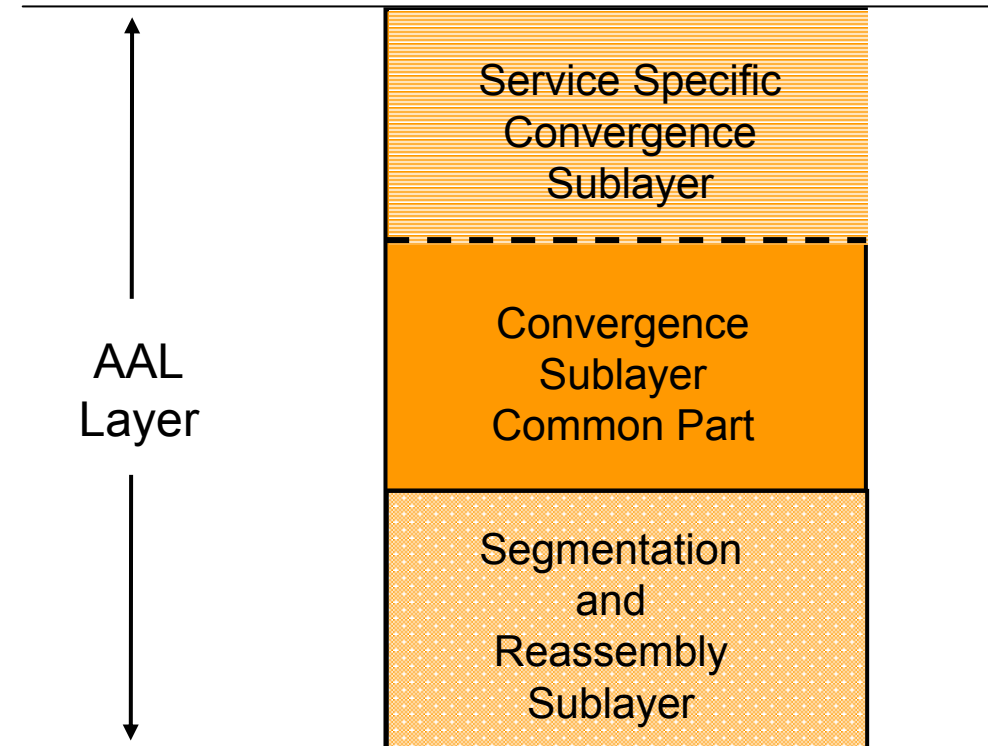 Service Specific
Convergence
Sublayer
AAL
Layer
Convergence
Sublayer
Common Part
Segmentation
and
Reassembly
Sublayer